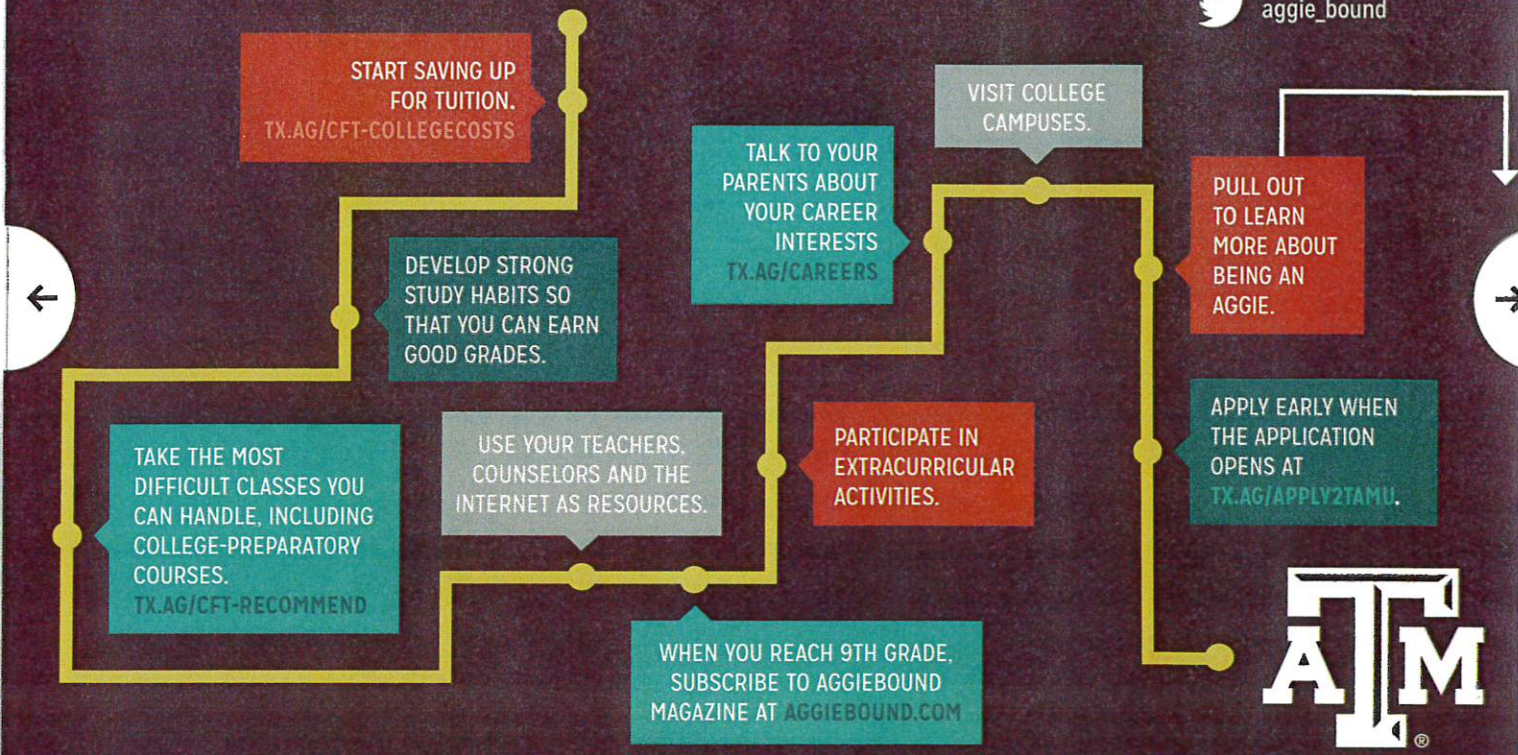 aggie_bound
START SAVING UP
FOR TUITION.
TX.AG/CFT-COLLEGECOSTS
DEVELOP STRONG
STUDY HABITS SO
THAT YOU CAN EARN
GOOD GRADES.
TAKE THE MOST
DIFFICULT CLASSES YOU
CAN HANDLE, INCLUDING
COLLEGE-PREPARATORY
COURSES.
TX.AG/CFT-RECOMMEND
USE YOUR TEACHERS,
COUNSELORS AND THE
INTERNET AS RESOURCES.
WHEN YOU REACH 9TH GRADE,
SUBSCRIBE TO AGGIEBOUND
MAGAZINE AT AGGIEBOUND.COM
PARTICIPATE IN
EXTRACURRICULAR
ACTIVITIES.
TALK TO YOUR
PARENTS ABOUT
YOUR CAREER
INTERESTS
TX.AG/CAREERS
VISIT COLLEGE
CAMPUSES.
PULL OUT
TO LEARN
MORE ABOUT
BEING AN
AGGIE.
APPLY EARLY WHEN
THE APPLICATION
OPENS AT
TX.AG/APPLY2TAMU.
ATM®